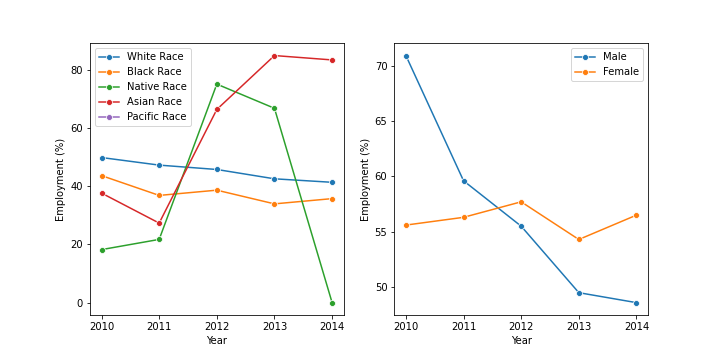 White Race
Black Race
Native Race
Asian Race
Pacific Race
80
60
40
20
0
Employment (%)
2010 2011 2012 2013 2014
Year
Male
Female
70
65
60
55
50
Employment (%)
2010 2011 2012 2013 2014
Year